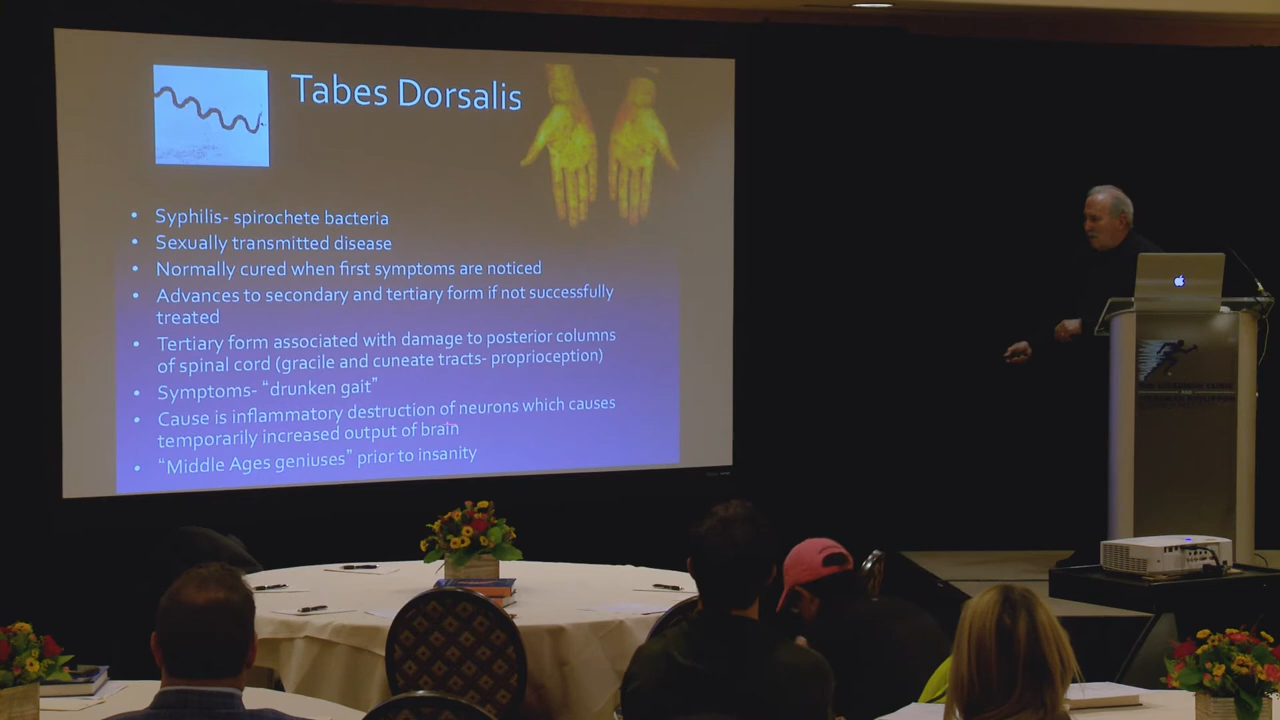 Tabes Dorsalis
• Syphilis- spirochete bacteria
• Sexually transmitted disease
• Normally cured when first symptoms are noticed
• Advances to secondary and tertiary form if not successfully
treated
• Tertiary form associated with damage to posterior columns
of spinal cord (gracile and cuneate tracts- proprioception)
• Symptoms- “drunken gait”
• Cause is inflammatory destruction of neurons which causes
temporarily increased output of brain
• “Middle Ages geniuses” prior to insanity